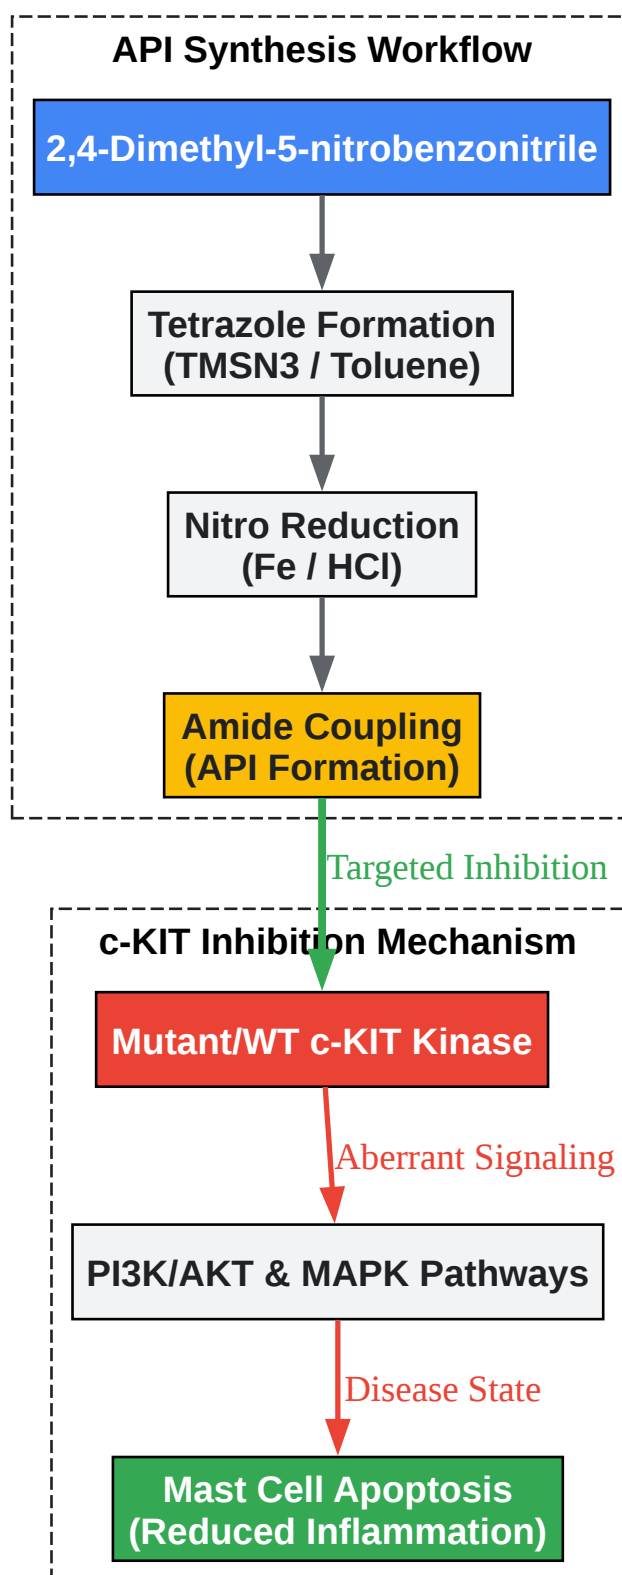 API Synthesis Workflow
2,4-Dimethyl-5-nitrobenzonitrile
Tetrazole Formation
(TMSN3 / Toluene)
Nitro Reduction
(Fe / HCl)
Amide Coupling
(API Formation)
Targeted Inhibition
c-KIT Inhibition Mechanism
Mutant/WT c-KIT Kinase
Aberrant Signaling
PI3K/AKT & MAPK Pathways
Disease State
Mast Cell Apoptosis
(Reduced Inflammation)